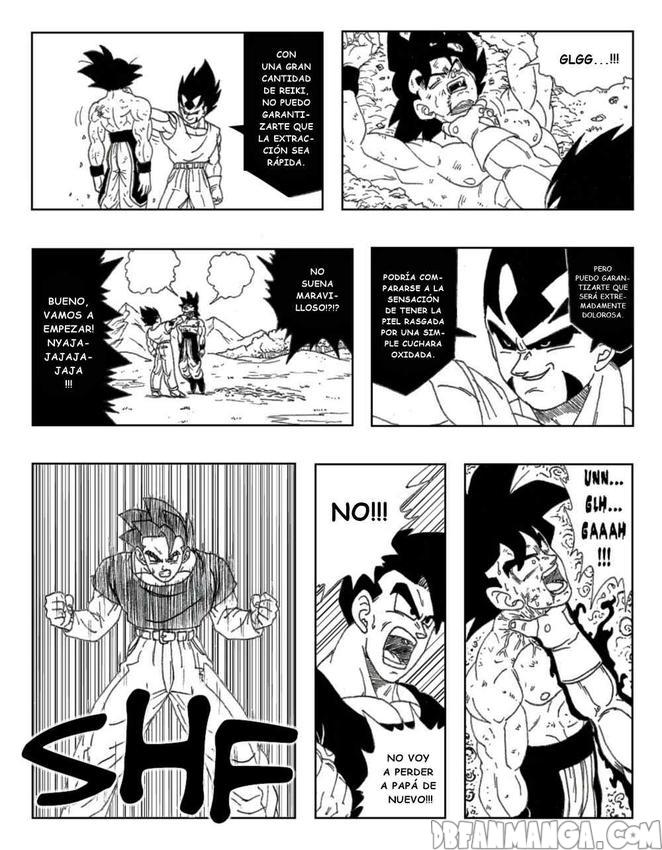 GLGG...!!!
CON
UNA GRAN
CANTIDAD
DE REIKI,
NO PUEDO
GARANTI-
ZARTE QUE
LA EXTRAC-
CIÓN SEA
RÁPIDA.
PERO
PUEDO GARAN-
TIZARTE QUE
SERÁ EXTRE-
MADAMENTE
DOLOROSA.
PODRÍA COM-
PARARSE A LA
SENSACIÓN
DE TENER LA
PIEL RASGADA
POR UNA SIM-
PLE CUCHARA
OXIDADA.
NO
SUENA
MARAVI-
LLOSO!?!?
BUENO,
VAMOS A
EMPEZAR!
NYAJA-
JAJAJA-
JAJA
!!!
UNN...
GLH...
GAAAH
!!!
NO!!!
NO VOY
A PERDER
A PAPÁ DE
NUEVO!!!
SHF
DBFANMANGA.COM